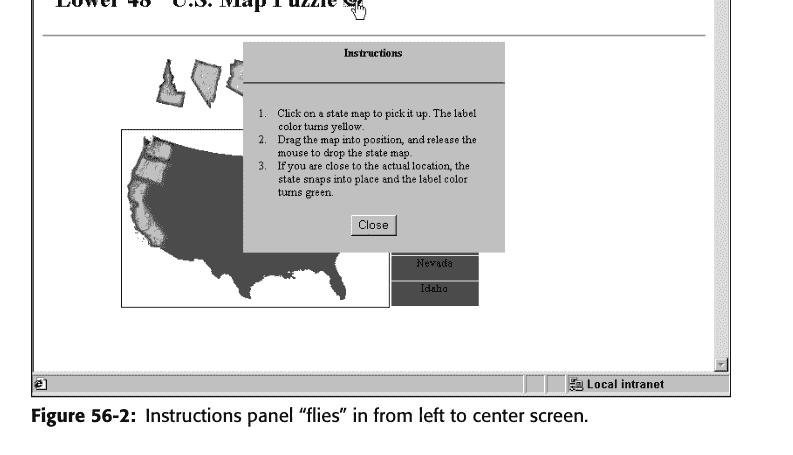 Lower 48 U.S. Map Puzzle
Instructions
1. Click on a state map to pick it up. The label
color turns yellow.
2. Drag the map into position, and release the
mouse to drop the state map.
3. If you are close to the actual location, the
state snaps into place and the label color
turns green.
Close
Nevada
Idaho
Local intranet
Figure 56-2: Instructions panel “flies” in from left to center screen.